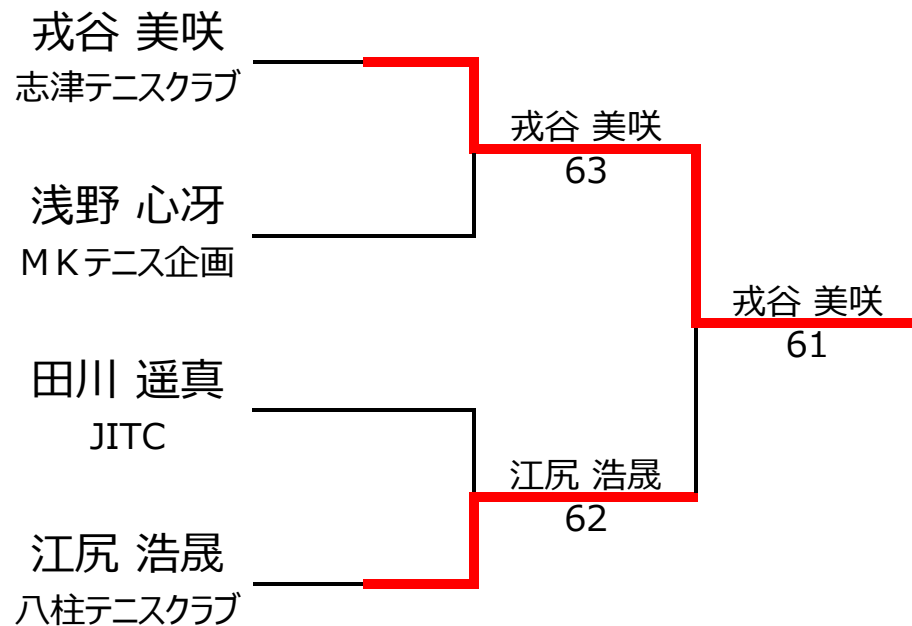 戎谷 美咲
志津テニスクラブ
戎谷 美咲
63
浅野 心冴
ＭＫテニス企画
戎谷 美咲
61
田川 遥真
JITC
江尻 浩晟
62
江尻 浩晟
八柱テニスクラブ